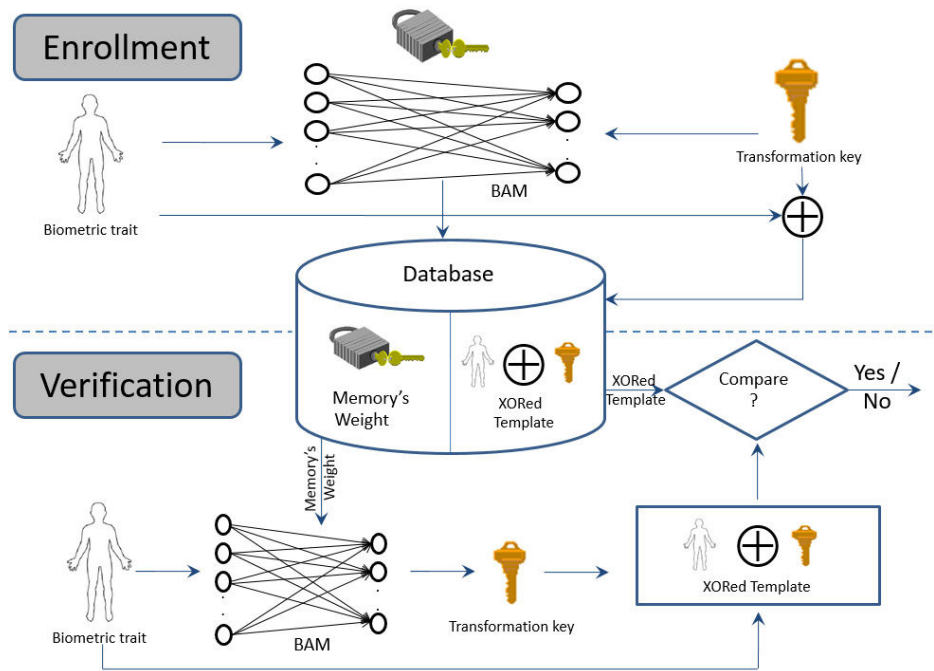 Enrollment
Transformation key
BAM
Biometric trait
Database
Verification
Memory's
Weight
XORed
Template
XORed
Template
Compare
?
Yes /
No
Memory's
Weight
XORed Template
Biometric trait
BAM
Transformation key